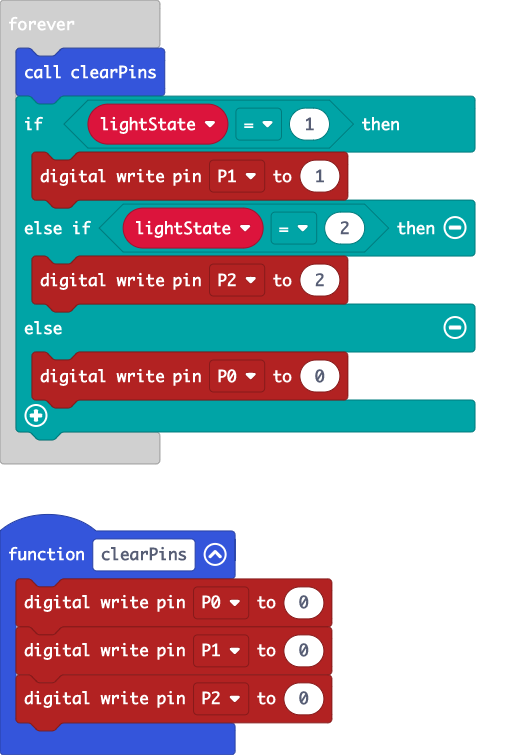 forever
call clearPins
if lightState = 1 then
digital write pin P1 to 1
else if lightState = 2 then
digital write pin P2 to 2
else
digital write pin P0 to 0
function clearPins
digital write pin P0 to 0
digital write pin P1 to 0
digital write pin P2 to 0